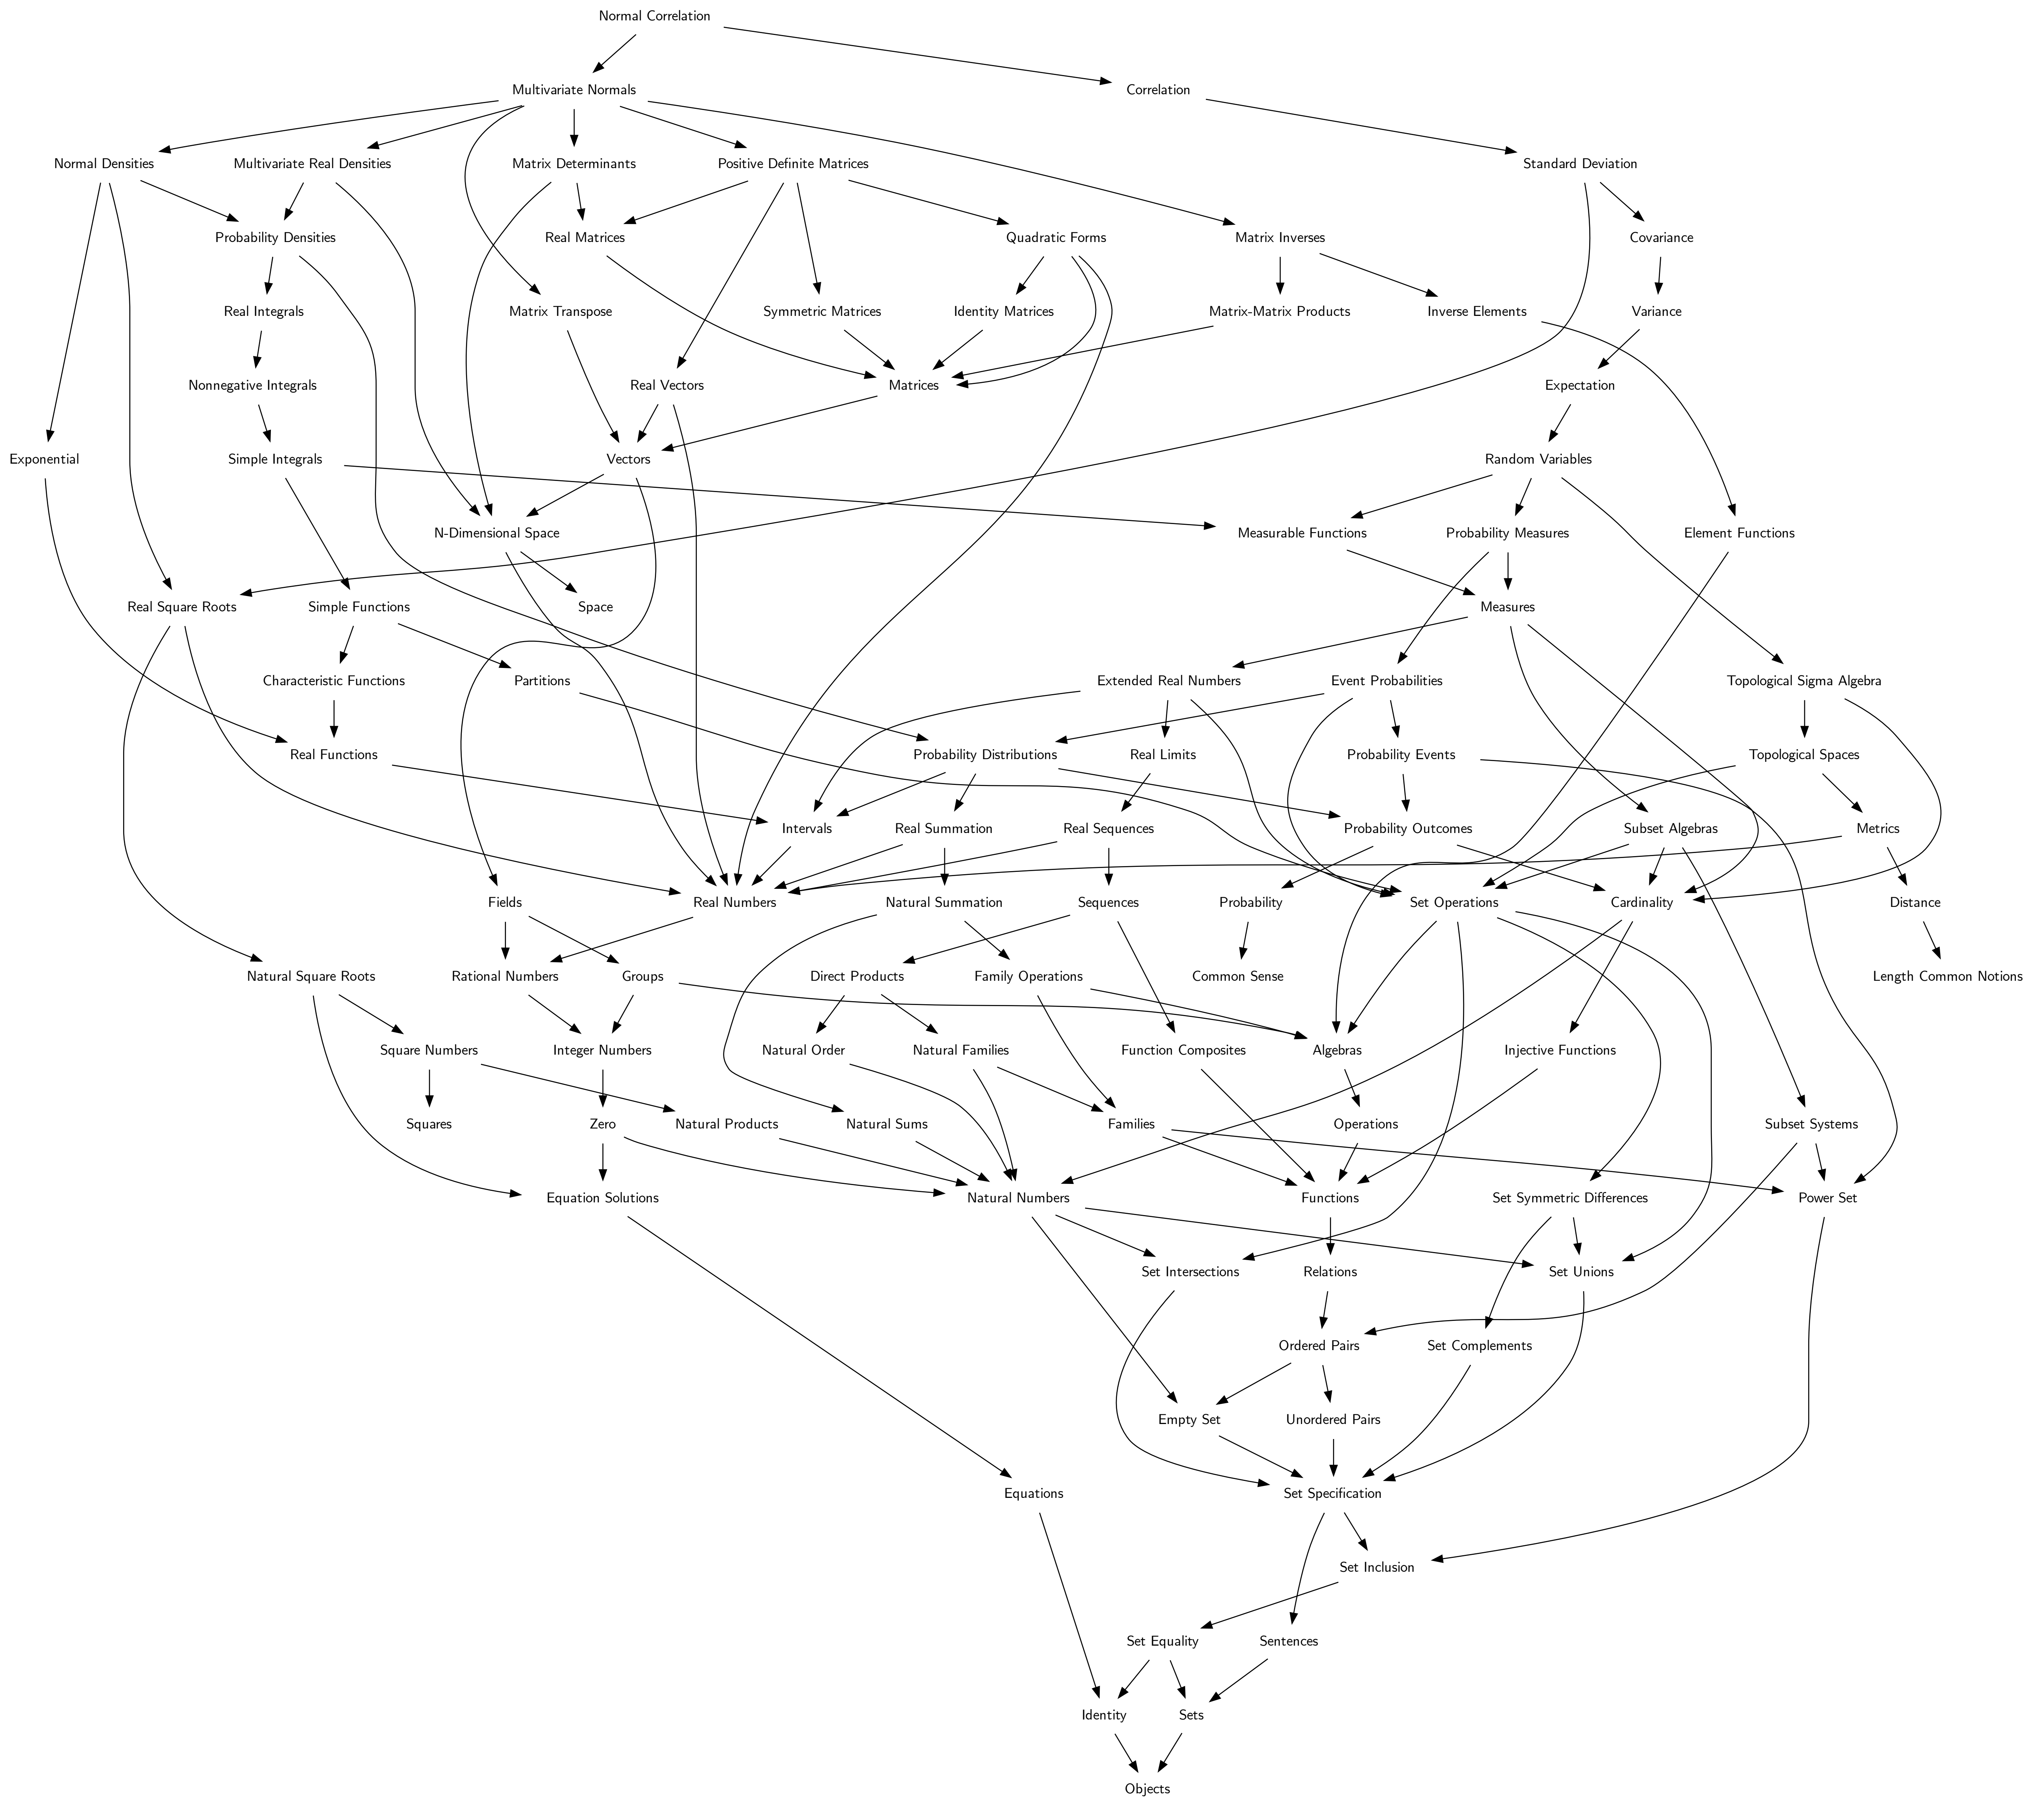 Normal Correlation
Multivariate Normals
Correlation
Normal Densities
Multivariate Real Densities
Matrix Determinants
Positive Definite Matrices
Standard Deviation
Probability Densities
Real Matrices
Quadratic Forms
Matrix Inverses
Covariance
Real Integrals
Matrix Transpose
Symmetric Matrices
Identity Matrices
Matrix-Matrix Products
Inverse Elements
Variance
Nonnegative Integrals
Real Vectors
Matrices
Expectation
Exponential
Simple Integrals
Vectors
Random Variables
N-Dimensional Space
Measurable Functions
Probability Measures
Element Functions
Real Square Roots
Simple Functions
Space
Measures
Characteristic Functions
Partitions
Extended Real Numbers
Event Probabilities
Topological Sigma Algebra
Real Functions
Probability Distributions
Real Limits
Probability Events
Topological Spaces
Intervals
Real Summation
Real Sequences
Probability Outcomes
Subset Algebras
Metrics
Fields
Real Numbers
Natural Summation
Sequences
Probability
Set Operations
Cardinality
Distance
Natural Square Roots
Rational Numbers
Groups
Direct Products
Family Operations
Common Sense
Length Common Notions
Square Numbers
Integer Numbers
Natural Order
Natural Families
Function Composites
Algebras
Injective Functions
Squares
Zero
Natural Products
Natural Sums
Families
Operations
Subset Systems
Equation Solutions
Natural Numbers
Functions
Set Symmetric Differences
Power Set
Set Intersections
Relations
Set Unions
Ordered Pairs
Set Complements
Empty Set
Unordered Pairs
Equations
Set Specification
Set Inclusion
Set Equality
Sentences
Identity
Sets
Objects